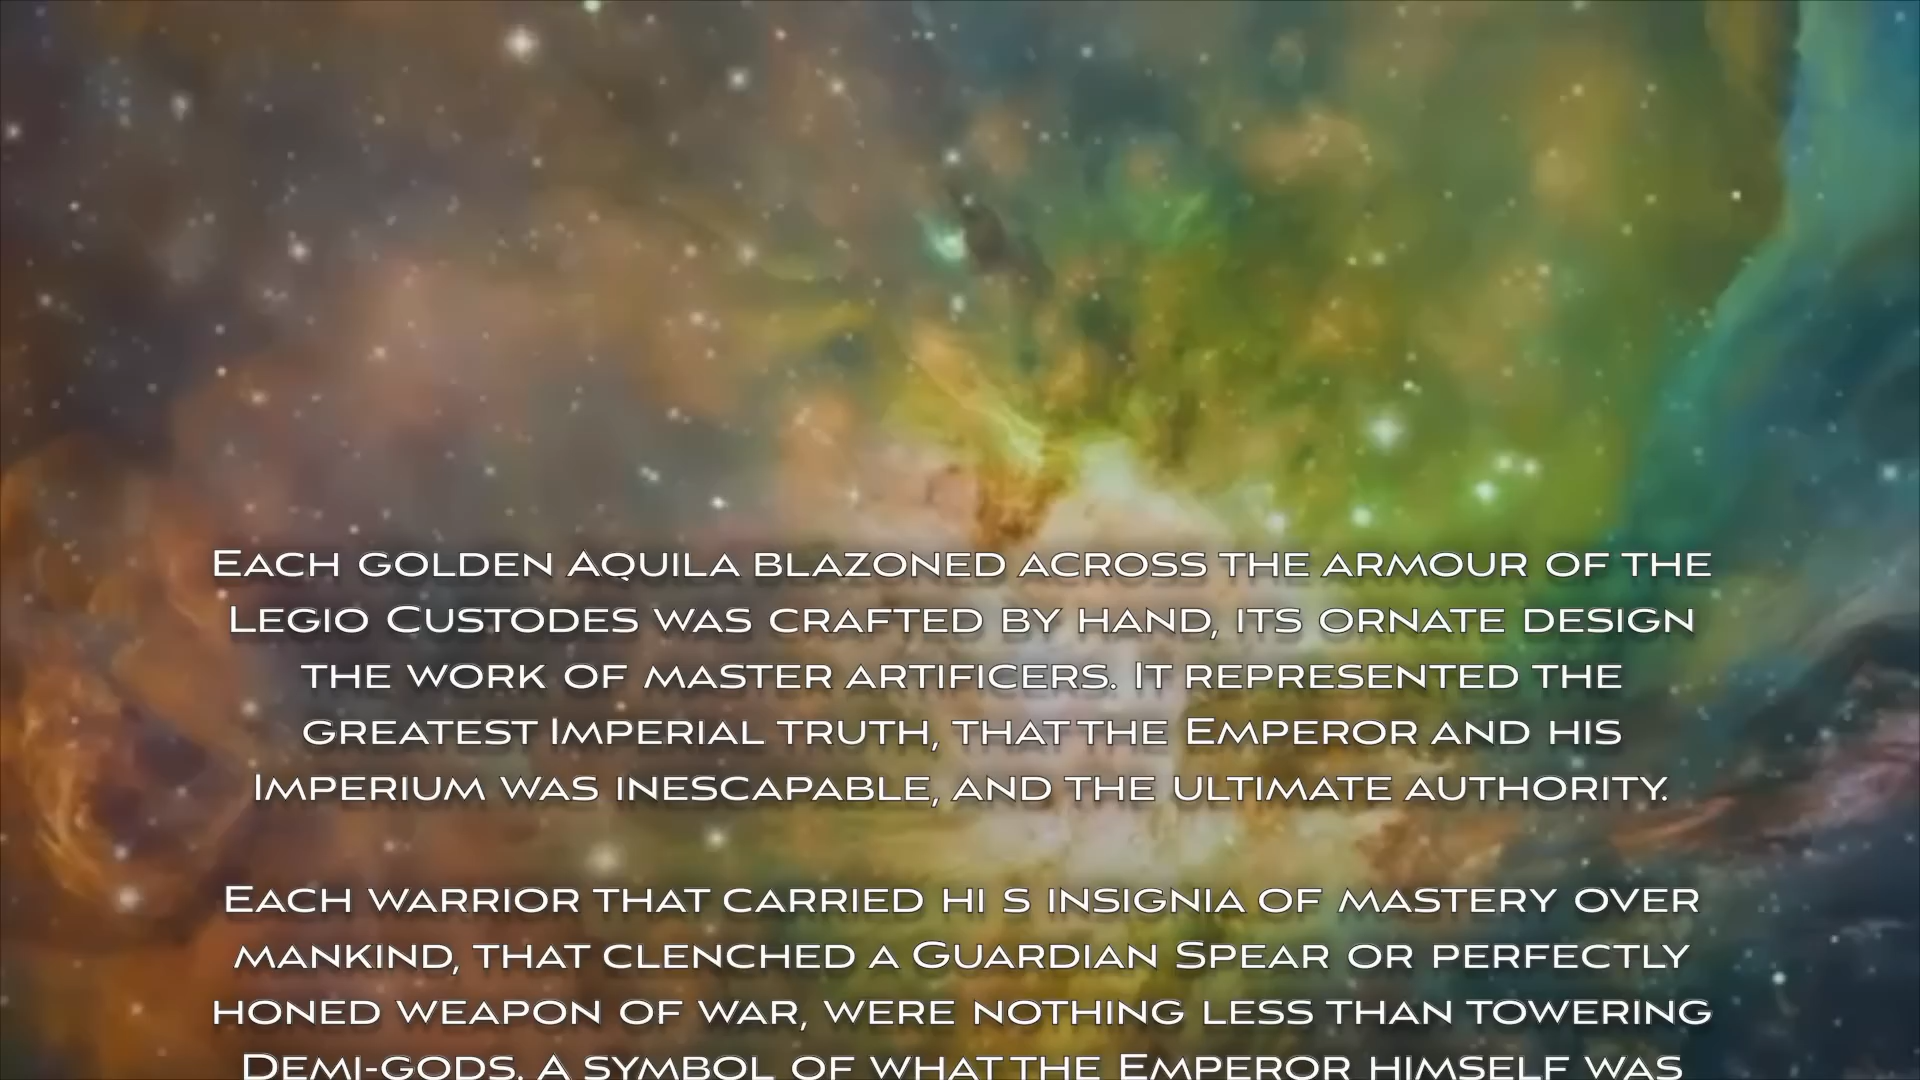 Each golden Aquila blazoned across the armour of the
Legio Custodes was crafted by hand, its ornate design
the work of master artificers. It represented the
greatest Imperial truth, that the Emperor and his
Imperium was inescapable, and the ultimate authority.
Each warrior that carried hi s insignia of mastery over
mankind, that clenched a Guardian Spear or perfectly
honed weapon of war, were nothing less than towering
Demi-gods. A symbol of what the Emperor himself was